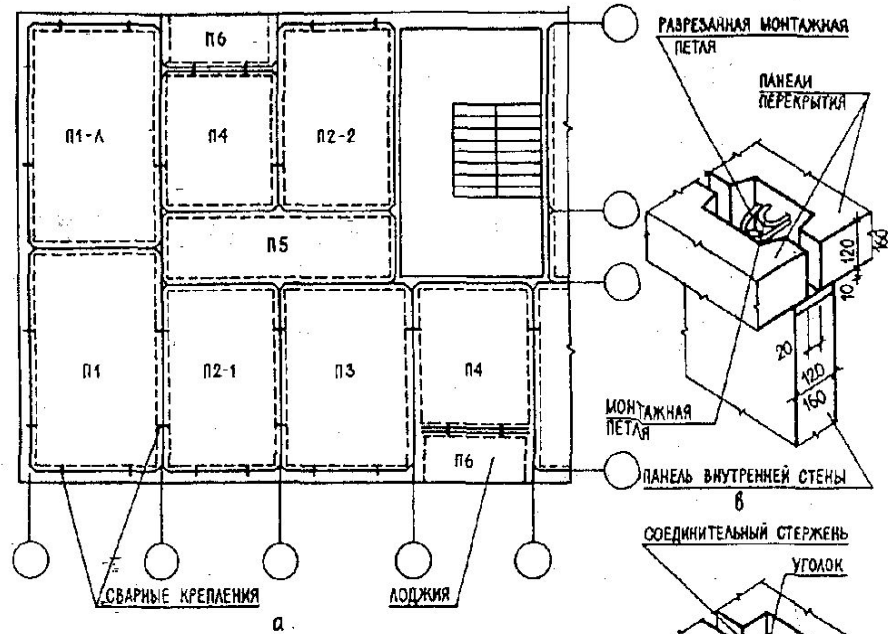 П6
П1-Л
П4
П2-2
П5
П1
П2-1
П3
П4
П6
СВАРНЫЕ КРЕПЛЕНИЯ
ЛОДЖИЯ
а
РАЗРЕЗАННАЯ МОНТАЖНАЯ
ПЕТЛЯ
ПАНЕЛИ
ПЕРЕКРЫТИЯ
120
160
10
20
120
160
МОНТАЖНАЯ
ПЕТЛЯ
ПАНЕЛЬ ВНУТРЕННЕЙ СТЕНЫ
в
СОЕДИНИТЕЛЬНЫЙ СТЕРЖЕНЬ
УГОЛОК